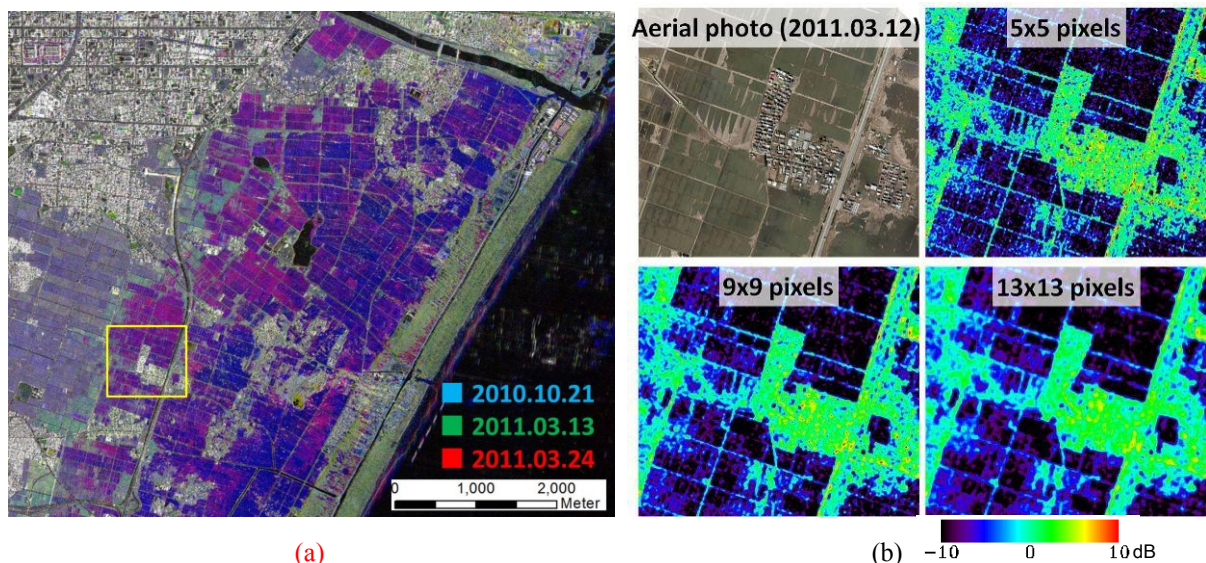 2010.10.21
2011.03.13
2011.03.24
0 1,000 2,000
Meter
(a)
Aerial photo (2011.03.12)
5x5 pixels
9x9 pixels
13x13 pixels
(b)
−10 0 10 dB